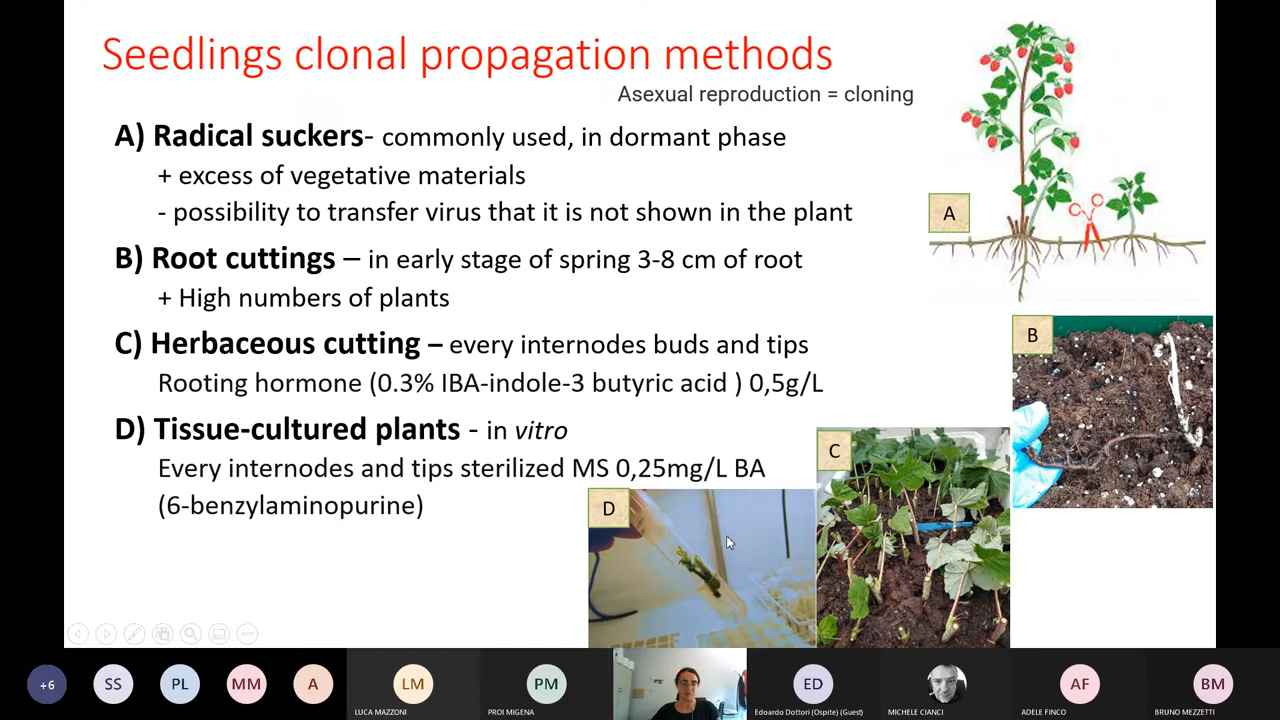 Seedlings clonal propagation methods
Asexual reproduction = cloning
A) Radical suckers- commonly used, in dormant phase
+ excess of vegetative materials
- possibility to transfer virus that it is not shown in the plant
B) Root cuttings – in early stage of spring 3-8 cm of root
+ High numbers of plants
C) Herbaceous cutting – every internodes buds and tips
Rooting hormone (0.3% IBA-indole-3 butyric acid ) 0,5g/L
D) Tissue-cultured plants - in vitro
Every internodes and tips sterilized MS 0,25mg/L BA
(6-benzylaminopurine)
A
B
C
D
+6
SS
PL
MM
A
LM
LUCA MAZZONI
PM
PROI MIGENA
ED
Edoardo Dottori (Ospite) (Guest)
MICHELE CIANCI
AF
ADELE FINCO
BM
BRUNO MEZZETTI